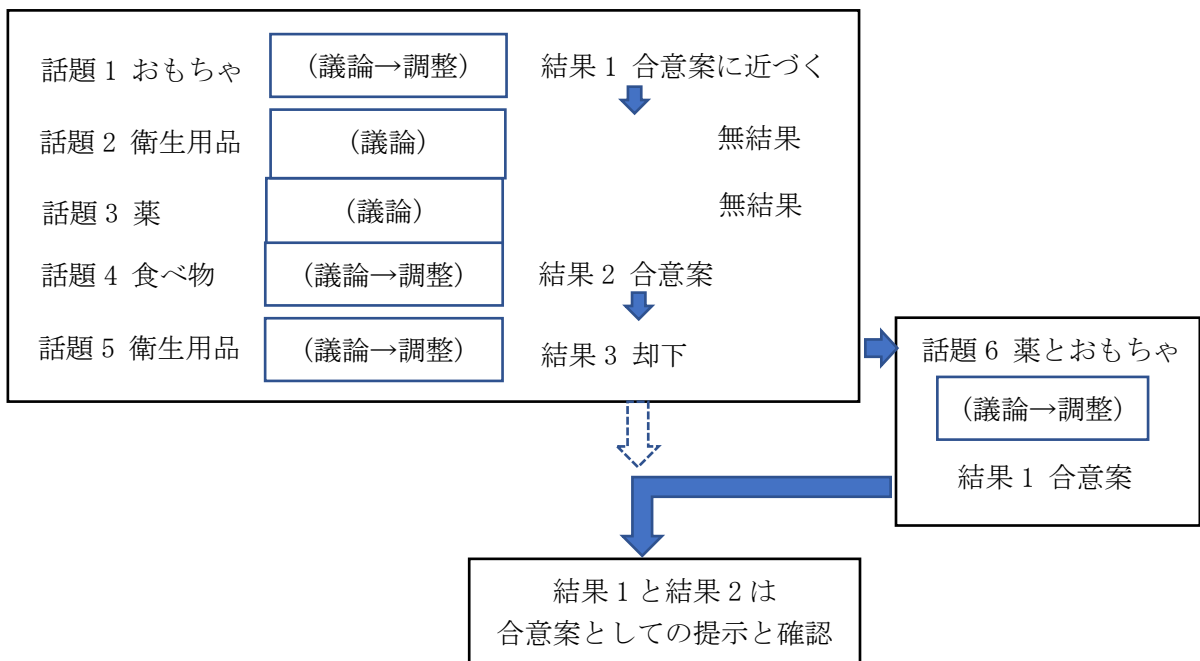 話題1 おもちゃ (議論→調整) 結果1 合意案に近づく
話題2 衛生用品 (議論) 無結果
話題3 薬 (議論) 無結果
話題4 食べ物 (議論→調整) 結果2 合意案
話題5 衛生用品 (議論→調整) 結果3 却下
話題6 薬とおもちゃ
(議論→調整)
結果1 合意案
結果1と結果2は
合意案としての提示と確認